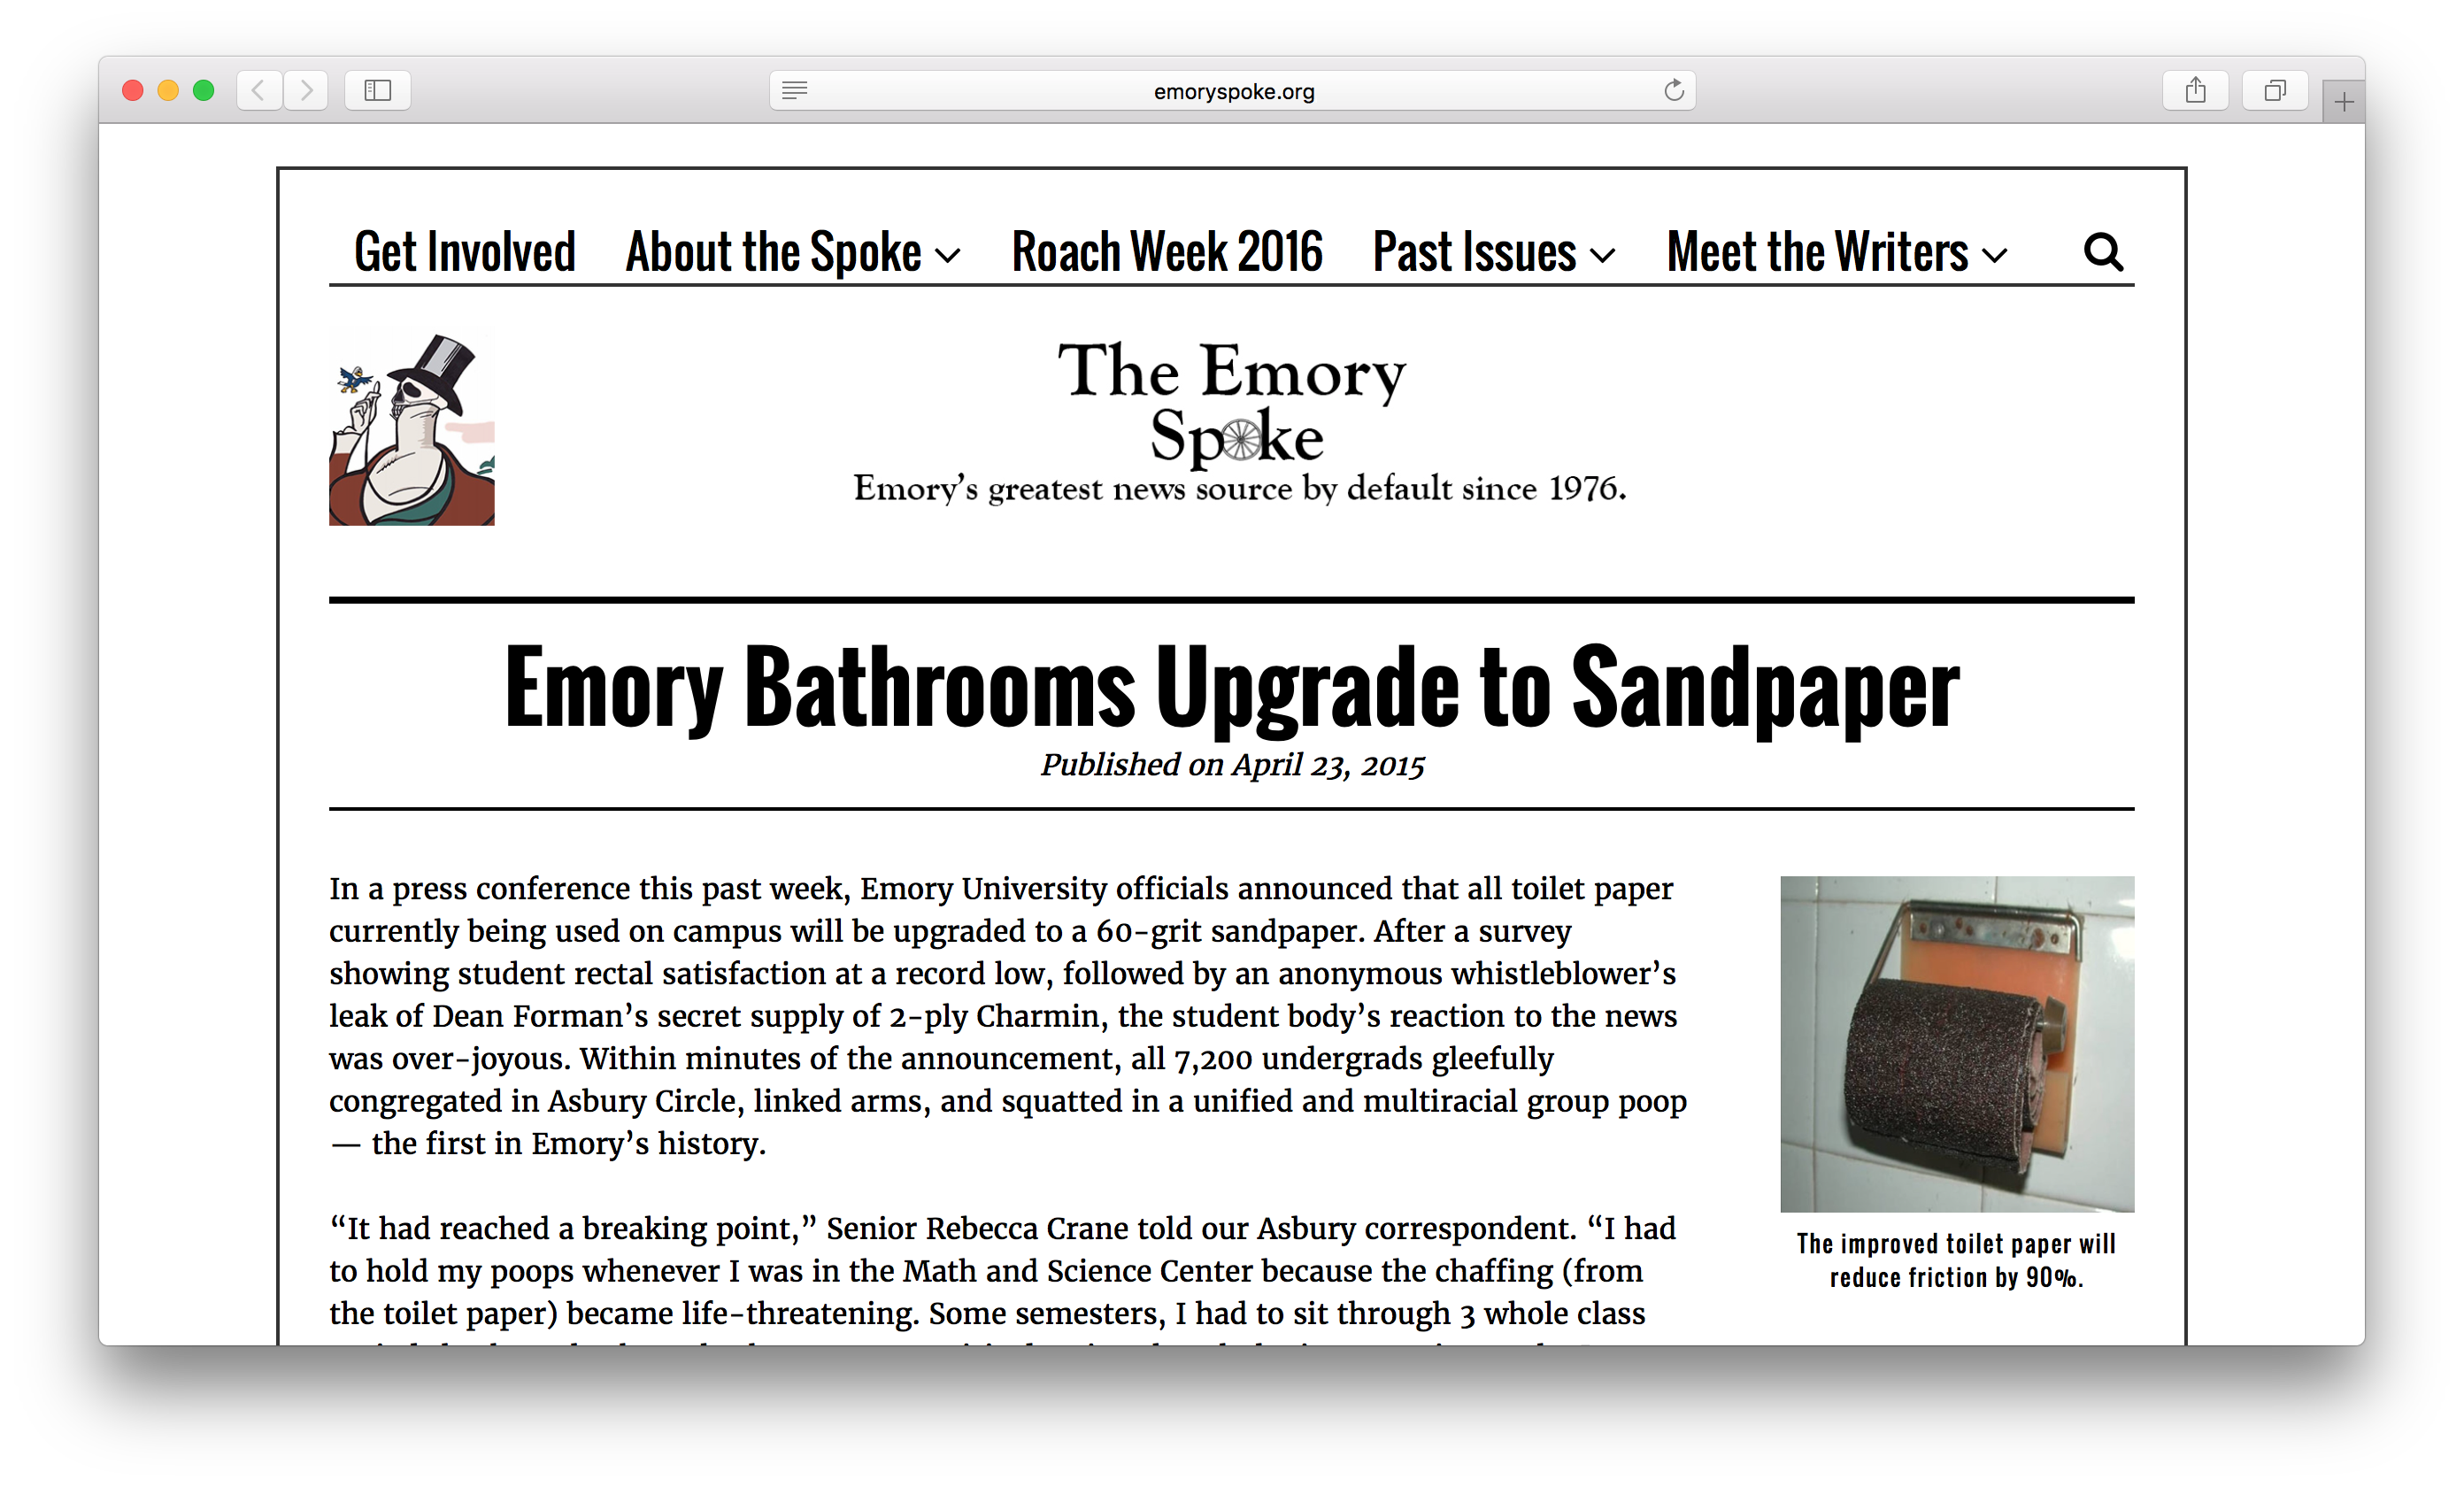 emoryspoke.org
Get Involved About the Spoke Roach Week 2016 Past Issues Meet the Writers
The Emory
Spoke
Emory's greatest news source by default since 1976.
Emory Bathrooms Upgrade to Sandpaper
Published on April 23, 2015
In a press conference this past week, Emory University officials announced that all toilet paper
currently being used on campus will be upgraded to a 60-grit sandpaper. After a survey
showing student rectal satisfaction at a record low, followed by an anonymous whistleblower's
leak of Dean Forman's secret supply of 2-ply Charmin, the student body's reaction to the news
was over-joyous. Within minutes of the announcement, all 7,200 undergrads gleefully
congregated in Asbury Circle, linked arms, and squatted in a unified and multiracial group poop
— the first in Emory's history.
“It had reached a breaking point,” Senior Rebecca Crane told our Asbury correspondent. “I had
to hold my poops whenever I was in the Math and Science Center because the chaffing (from
the toilet paper) became life-threatening. Some semesters, I had to sit through 3 whole class
The improved toilet paper will
reduce friction by 90%.